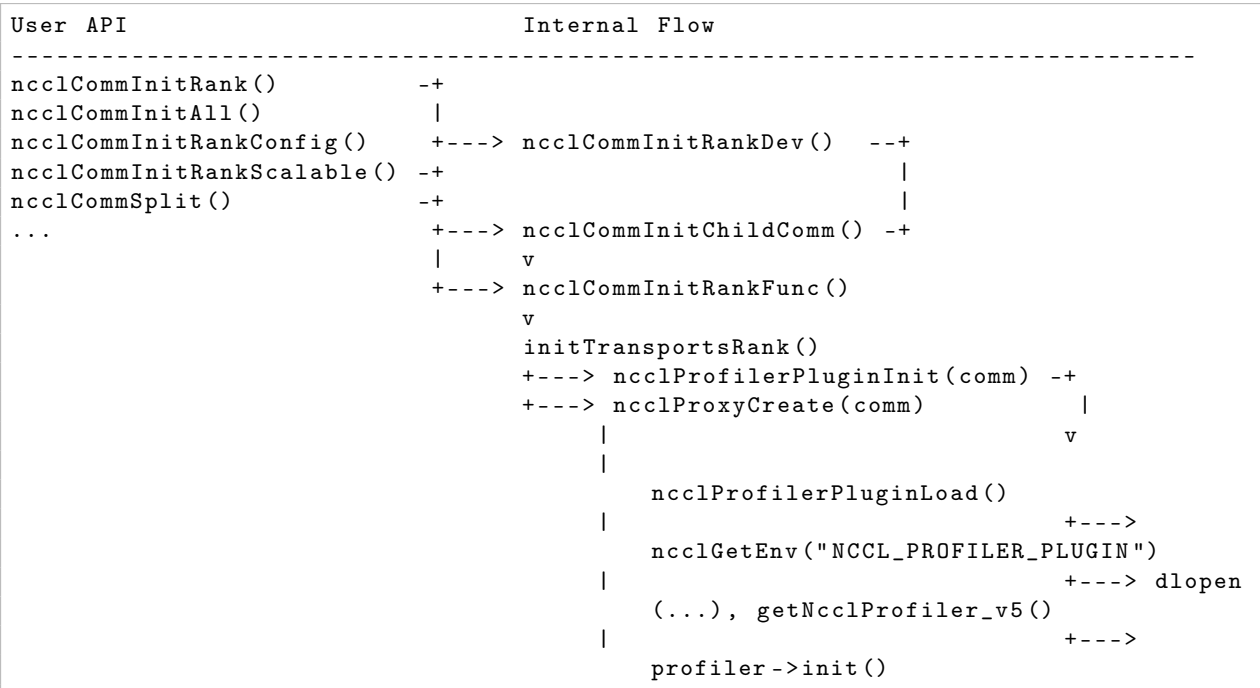 User API                          Internal Flow
-------------------------------------------------------------------------------
ncclCommInitRank()         -+
ncclCommInitAll()           |
ncclCommInitRankConfig()    +---> ncclCommInitRankDev()  --+
ncclCommInitRankScalable() -+                              |
ncclCommSplit()            -+                              |
...                         +---> ncclCommInitChildComm() -+
                            |     v
                            +---> ncclCommInitRankFunc()
                                  v
                                  initTransportsRank()
                                  +---> ncclProfilerPluginInit(comm) -+
                                  +---> ncclProxyCreate(comm)          |
                                       |                              v
                                       |
                                          ncclProfilerPluginLoad()
                                       |                              +--->
                                          ncclGetEnv("NCCL_PROFILER_PLUGIN")
                                       |                              +---> dlopen
                                          (...), getNcclProfiler_v5()
                                       |                              +--->
                                          profiler->init()